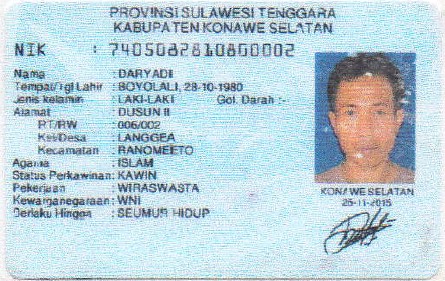 PROVINSI SULAWESI TENGGARA
KABUPATEN KONAWE SELATAN
NIK : 7405082810800002
Nama : DARYADI
Tempat/Tgl Lahir : BOYOLALI, 28-10-1980
Jenis kelamin : LAKI-LAKI Gol. Darah :-
Alamat : DUSUN II
RT/RW : 006/002
Kel/Desa : LANGGEA
Kecamatan : RANOMEETO
Agama : ISLAM
Status Perkawinan: KAWIN
Pekerjaan : WIRASWASTA
Kewarganegaraan: WNI
Berlaku Hingga : SEUMUR HIDUP
KONAWE SELATAN
26-11-2015